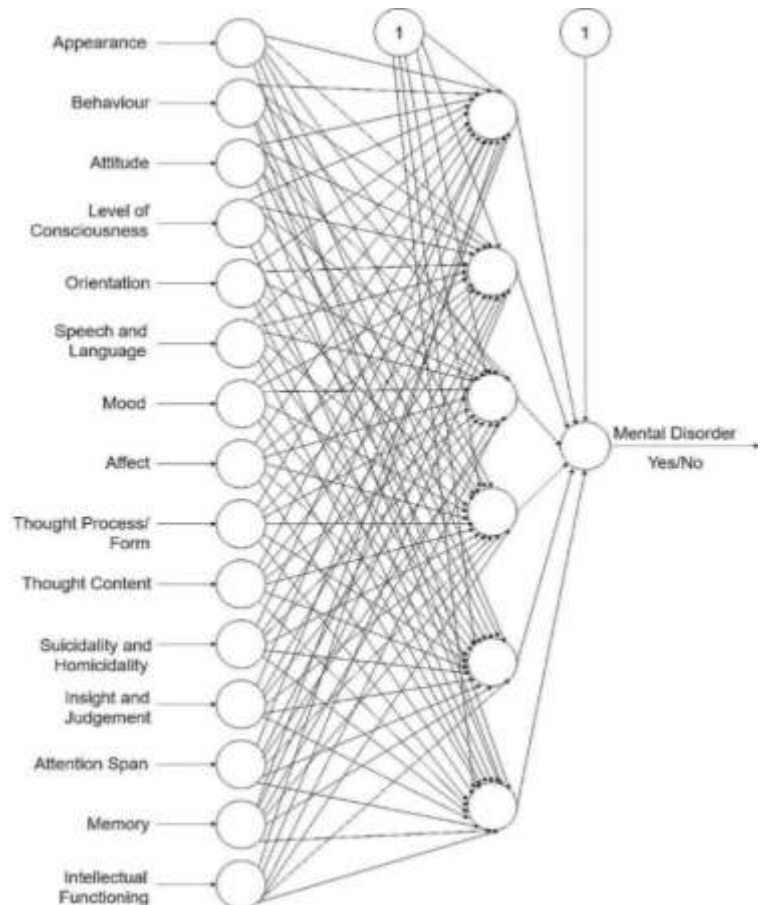 1
1
Appearance
Behaviour
Attitude
Level of
Consciousness
Orientation
Speech and
Language
Mood
Affect
Thought Process/
Form
Thought Content
Suicidality and
Homicidality
Insight and
Judgement
Attention Span
Memory
Intellectual
Functioning
Mental Disorder
Yes/No